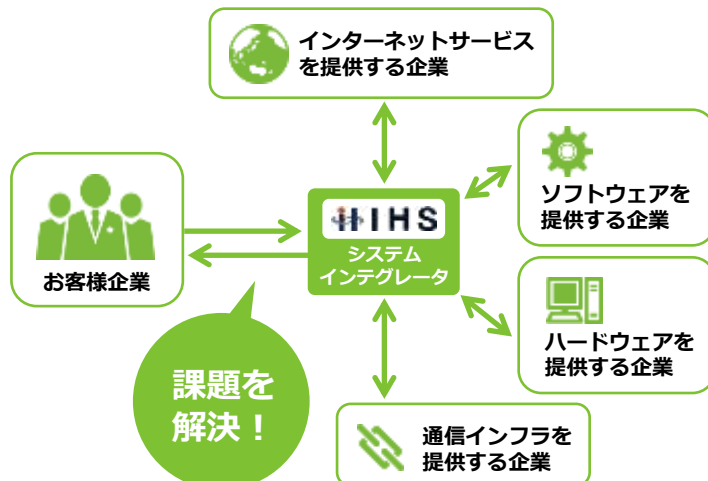 インターネットサービス
を提供する企業
ソフトウェアを
提供する企業
IHS
システム
インテグレータ
お客様企業
ハードウェアを
提供する企業
課題を
解決！
通信インフラを
提供する企業